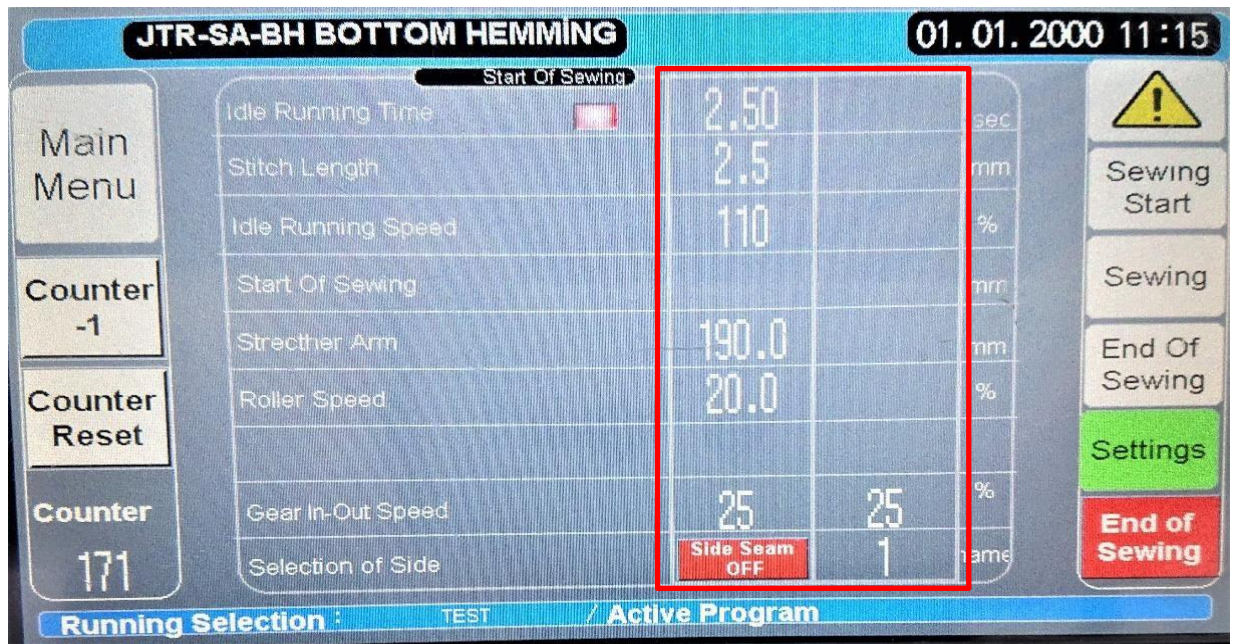 JTR-SA-BH BOTTOM HEMMİNG 01. 01. 2000 11:15
Start Of Sewing
Main Menu
Idle Running Time 2.50 sec
Stitch Length 2.5 mm
Idle Running Speed 110 %
Start Of Sewing mm
Strecther Arm 190.0 mm
Roller Speed 20.0 %
Gear In-Out Speed 25 25 %
Selection of Side Side Seam OFF 1 name
Counter
-1
Counter
Reset
Counter
171
Sewing
Start
Sewing
End Of
Sewing
Settings
End of
Sewing
Running Selection : TEST / Active Program